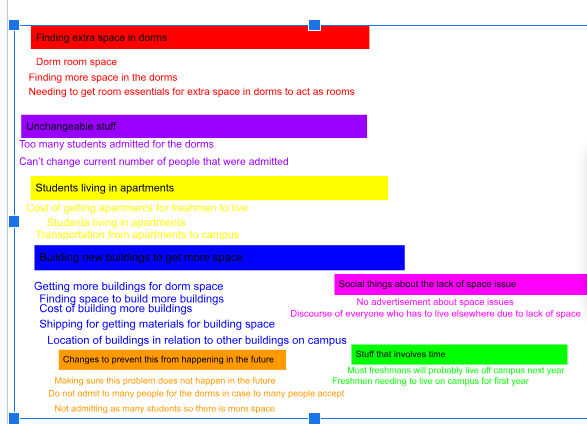 Finding extra space in dorms
Dorm room space
Finding more space in the dorms
Needing to get room essentials for extra space in dorms to act as rooms
Unchangeable stuff
Too many students admitted for the dorms
Can't change current number of people that were admitted
Students living in apartments
Cost of getting apartments for freshmen to live
Students living in apartments
Transportation from apartments to campus
Building new buildings to get more space
Getting more buildings for dorm space
Finding space to build more buildings
Cost of building more buildings
Shipping for getting materials for building space
Location of buildings in relation to other buildings on campus
Social things about the lack of space issue
No advertisement about space issues
Discourse of everyone who has to live elsewhere due to lack of space
Changes to prevent this from happening in the future
Making sure this problem does not happen in the future
Do not admit to many people for the dorms in case to many people accept
Not admitting as many students so there is more space
Stuff that involves time
Most freshmans will probably live off campus next year
Freshmen needing to live on campus for first year